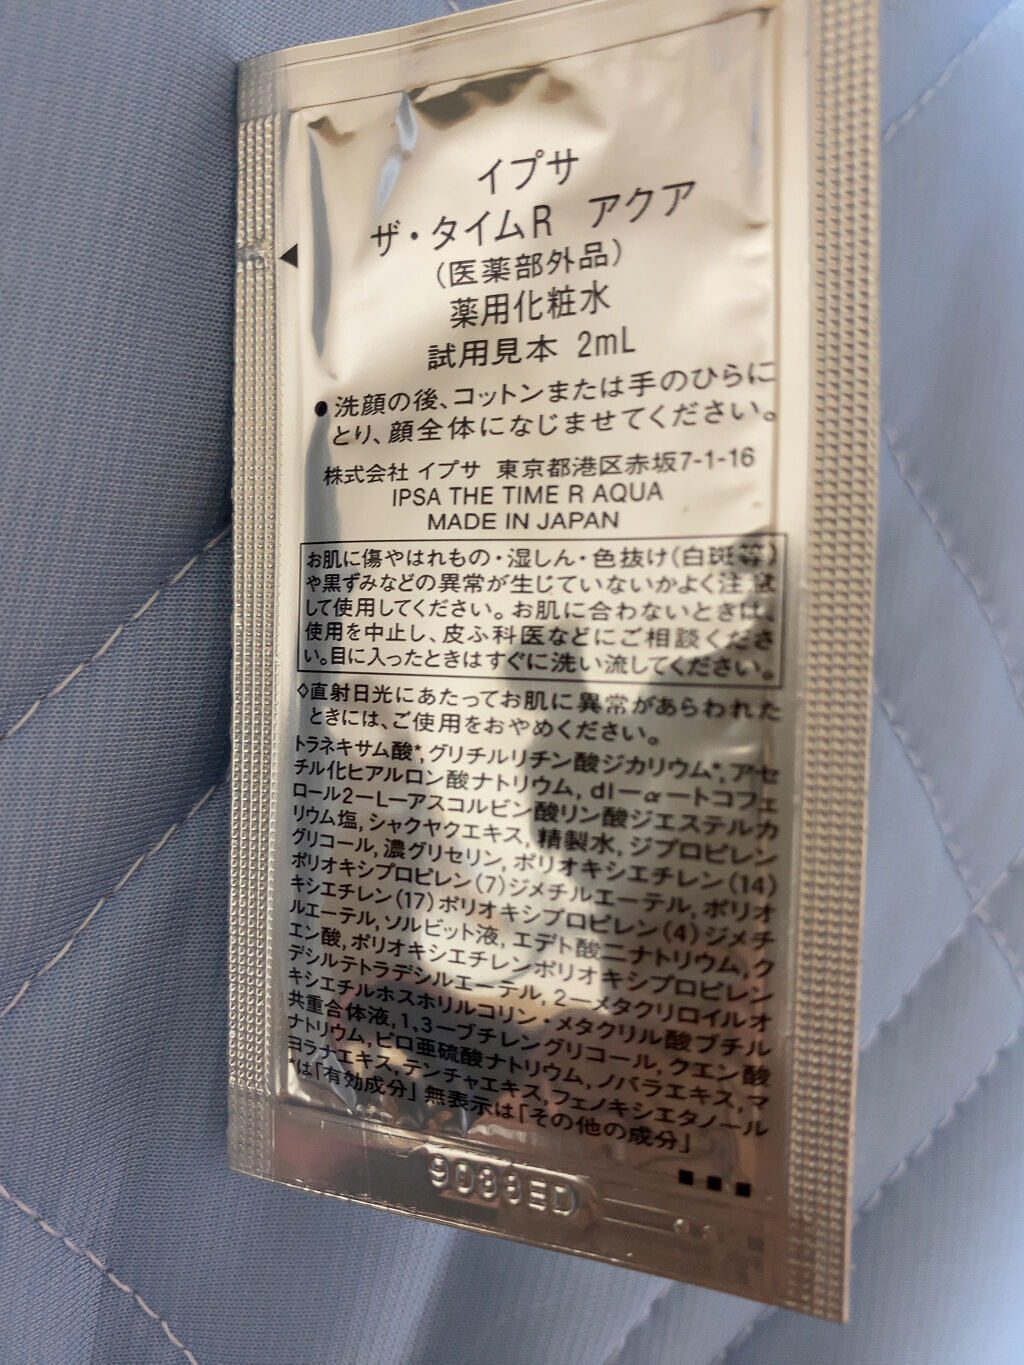 イプサ
ザ・タイムR アクア
（医薬部外品）
薬用化粧水
試用見本 2mL
●洗顔の後、コットンまたは手のひらに
とり、顔全体になじませてください。
株式会社 イプサ 東京都港区赤坂7-1-16
IPSA THE TIME R AQUA
MADE IN JAPAN
お肌に傷やはれもの・湿しん・色抜け（白斑等）
や黒ずみなどの異常が生じていないかよく注意
して使用してください。お肌に合わないときは、
使用を中止し、皮ふ科医などにご相談くださ
い。目に入ったときはすぐに洗い流してください。
◇直射日光にあたってお肌に異常があらわれた
ときには、ご使用をおやめください。
トラネキサム酸*,グリチルリチン酸ジカリウム*,アセ
チル化ヒアルロン酸ナトリウム,dl－α－トコフェ
ロール2－L－アスコルビン酸リン酸ジエステルカ
リウム塩,シャクヤクエキス,精製水,ジプロピレン
グリコール,濃グリセリン,ポリオキシエチレン(14)
ポリオキシプロピレン(7)ジメチルエーテル,ポリオ
キシエチレン(17)ポリオキシプロピレン(4)ジメチ
ルエーテル,ソルビット液,エデト酸二ナトリウム,ク
エン酸,ポリオキシエチレンポリオキシプロピレン
デシルテトラデシルエーテル,2－メタクリロイルオ
キシエチルホスホリルコリン・メタクリル酸ブチル
共重合体液,1,3－ブチレングリコール,クエン酸
ナトリウム,ピロ亜硫酸ナトリウム,ノバラエキス,マ
ヨラナエキス,テンチャエキス,フェノキシエタノール
*は「有効成分」無表示は「その他の成分」
9083ED